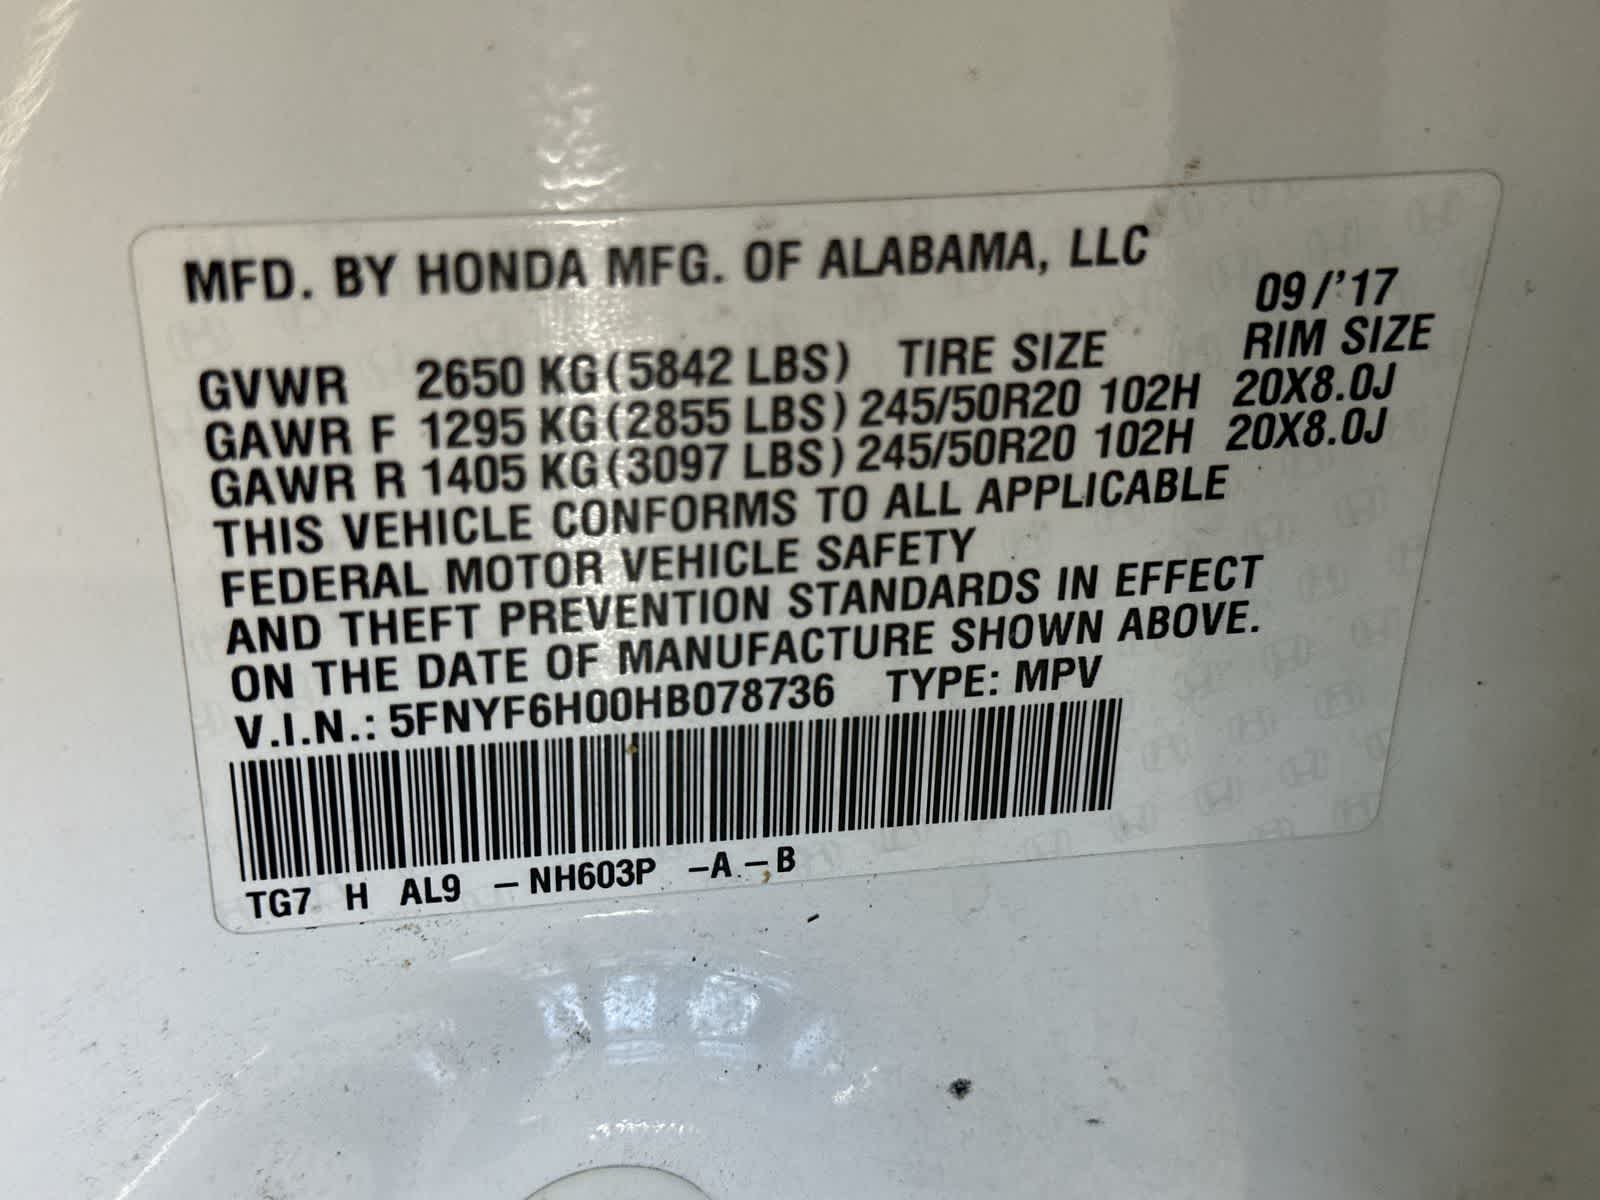 MFD. BY HONDA MFG. OF ALABAMA, LLC
09/'17
GVWR 2650 KG (5842 LBS) TIRE SIZE RIM SIZE
GAWR F 1295 KG (2855 LBS) 245/50R20 102H 20X8.0J
GAWR R 1405 KG (3097 LBS) 245/50R20 102H 20X8.0J
THIS VEHICLE CONFORMS TO ALL APPLICABLE
FEDERAL MOTOR VEHICLE SAFETY
AND THEFT PREVENTION STANDARDS IN EFFECT
ON THE DATE OF MANUFACTURE SHOWN ABOVE.
V.I.N.: 5FNYF6H00HB078736 TYPE: MPV
TG7 H AL9 – NH603P –A – B